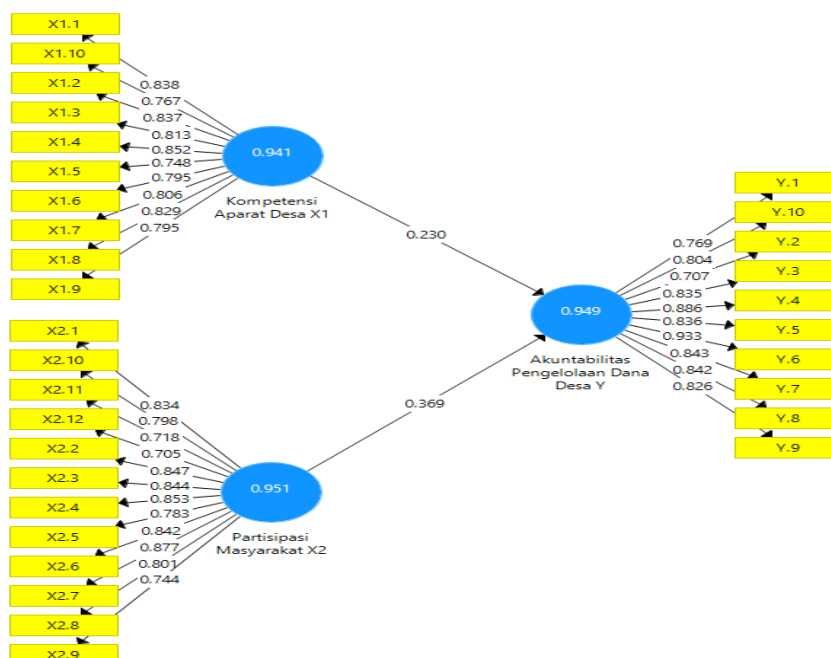 X1.1
X1.10
X1.2
X1.3
X1.4
X1.5
X1.6
X1.7
X1.8
X1.9
0.838
0.767
0.837
0.813
0.852
0.748
0.795
0.806
0.829
0.795
0.941
Kompetensi
Aparat Desa X1
0.230
X2.1
X2.10
X2.11
X2.12
X2.2
X2.3
X2.4
X2.5
X2.6
X2.7
X2.8
X2.9
0.834
0.798
0.718
0.705
0.847
0.844
0.853
0.783
0.842
0.877
0.801
0.744
0.951
Partisipasi
Masyarakat X2
0.369
0.949
Akuntabilitas
Pengelolaan Dana
Desa Y
0.769
0.804
0.707
0.835
0.886
0.836
0.933
0.843
0.842
0.826
Y.1
Y.10
Y.2
Y.3
Y.4
Y.5
Y.6
Y.7
Y.8
Y.9